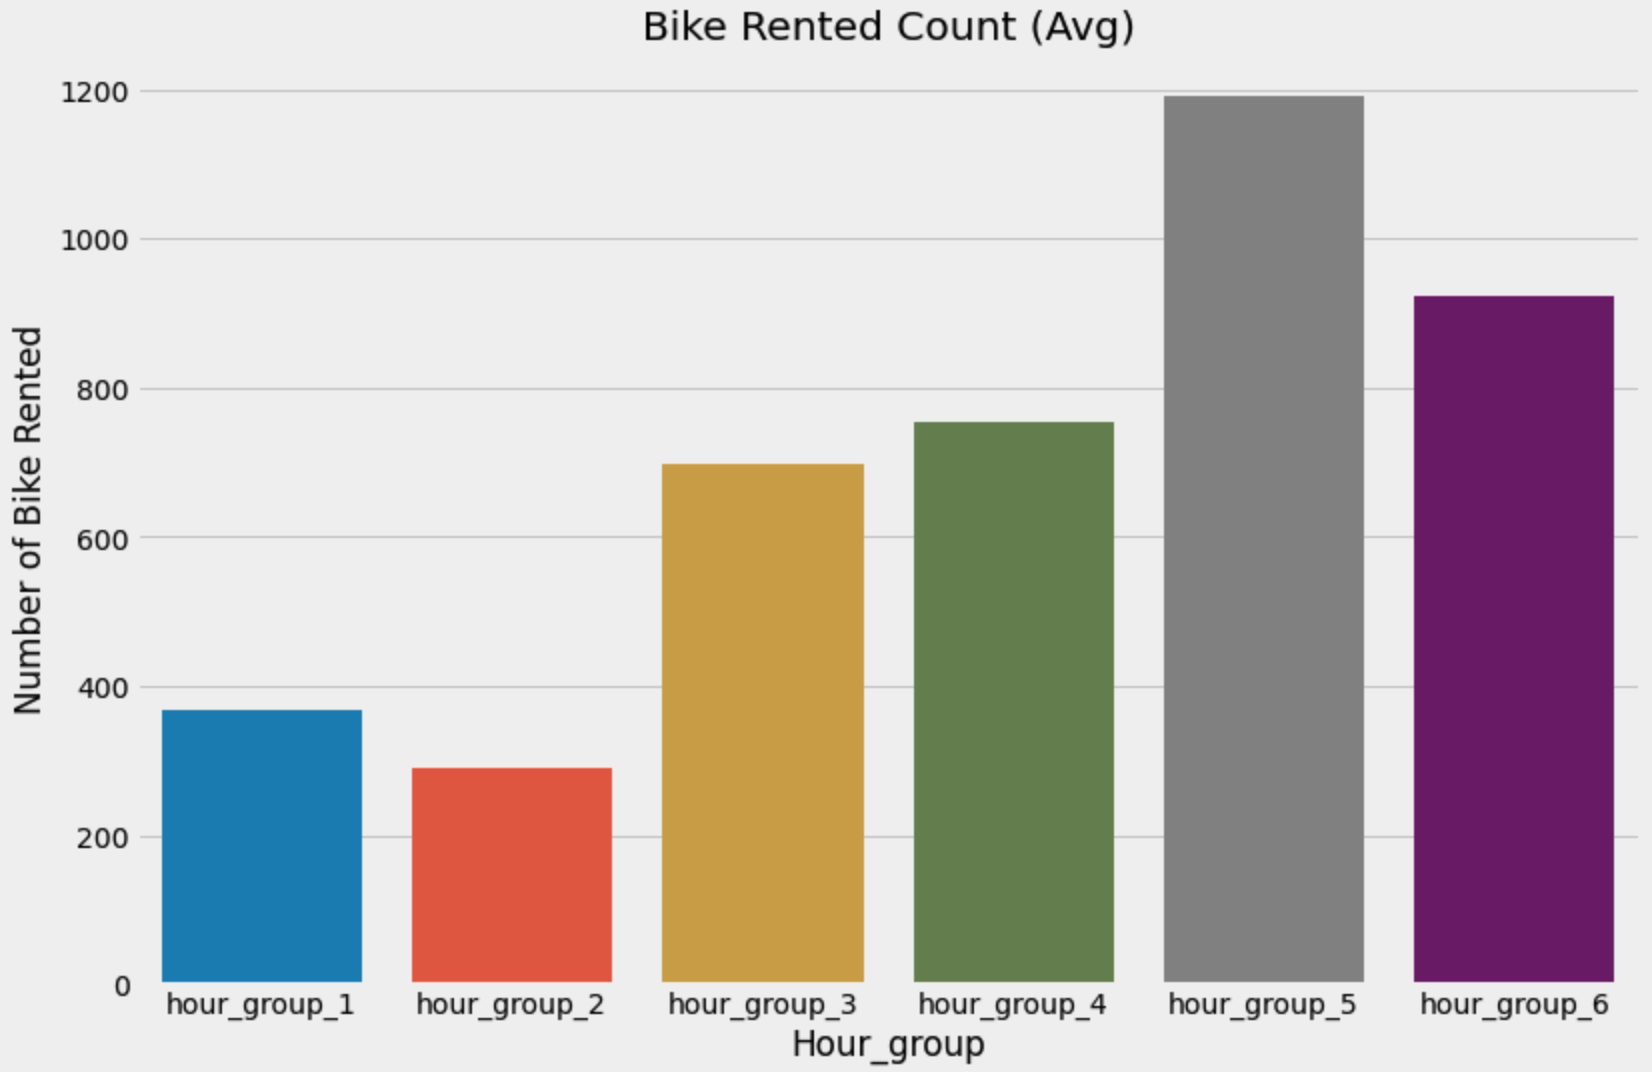 Bike Rented Count (Avg)
1200
1000
800
600
400
200
0
Number of Bike Rented
hour_group_1 hour_group_2 hour_group_3 hour_group_4 hour_group_5 hour_group_6
Hour_group